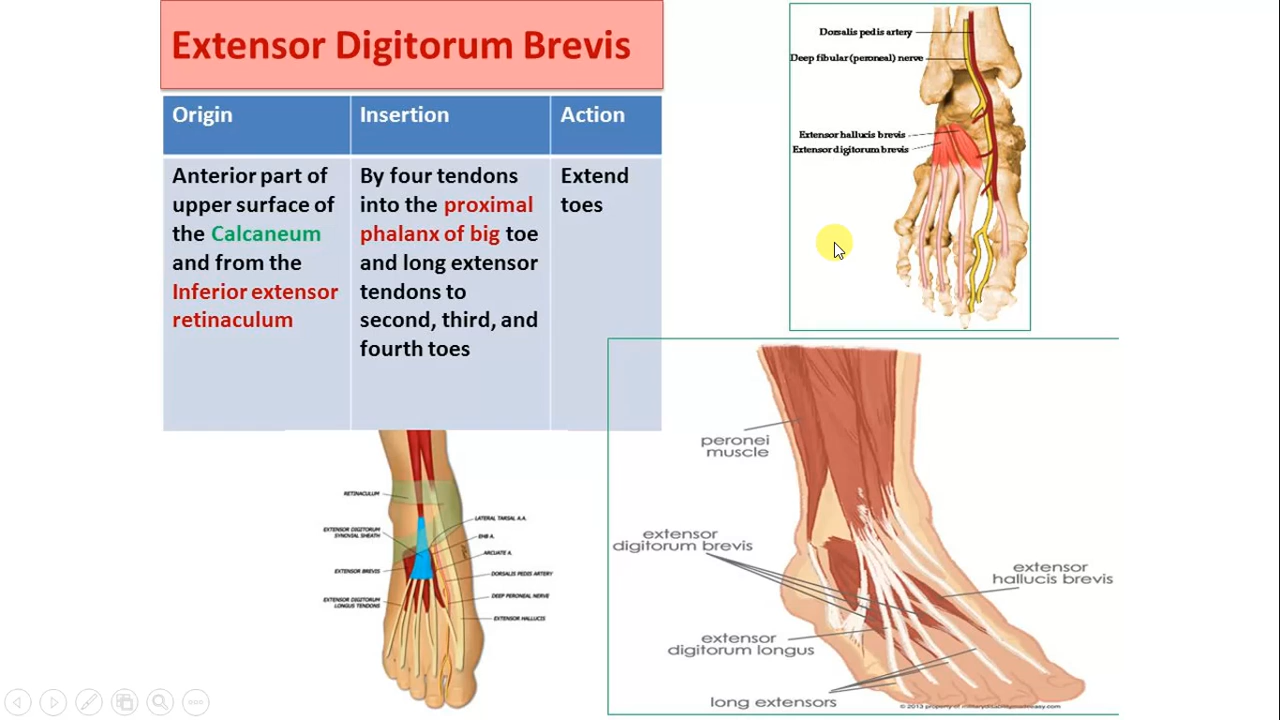 Extensor Digitorum Brevis
Origin
Insertion
Action
Anterior part of
upper surface of
the Calcaneum
and from the
Inferior extensor
retinaculum
By four tendons
into the proximal
phalanx of big toe
and long extensor
tendons to
second, third, and
fourth toes
Extend
toes
Dorsalis pedis artery
Deep fibular (peroneal) nerve
Extensor hallucis brevis
Extensor digitorum brevis
RETINACULUM
EXTENSOR DIGITORUM
SYNOVIAL SHEATH
EXTENSOR BREVIS
EXTENSOR DIGITORUM
LONGUS TENDONS
LATERAL TARSAL A.A.
EHB A.
ARCUATE A.
DORSALIS PEDIS ARTERY
DEEP PERONEAL NERVE
EXTENSOR HALLUCIS
peronei
muscle
extensor
digitorum brevis
extensor
hallucis brevis
extensor
digitorum longus
long extensors
© 2013 property of